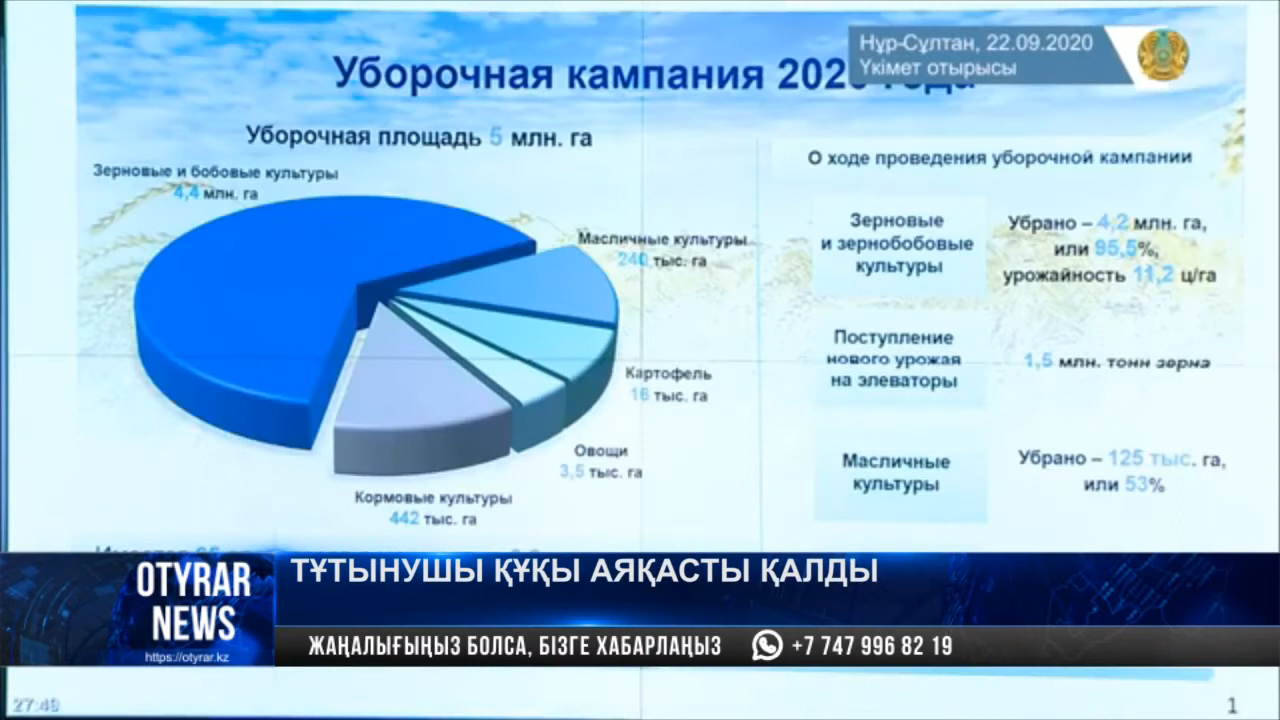 Нұр-Сұлтан, 22.09.2020
Үкімет отырысы
Уборочная кампания 2020 года
Уборочная площадь 5 млн. га
Зерновые и бобовые культуры
4,4 млн. га
Масличные культуры
240 тыс. га
Картофель
16 тыс. га
Овощи
3,5 тыс. га
Кормовые культуры
442 тыс. га
О ходе проведения уборочной кампании
Зерновые
и зернобобовые
культуры
Убрано – 4,2 млн. га,
или 95,5%,
урожайность 11,2 ц/га
Поступление
нового урожая
на элеваторы
1,5 млн. тонн зерна
Масличные
культуры
Убрано – 125 тыс. га,
или 53%
OTYRAR
NEWS
https://otyrar.kz
ТҰТЫНУШЫ ҚҰҚЫ АЯҚАСТЫ ҚАЛДЫ
ЖАҢАЛЫҒЫҢЫЗ БОЛСА, БІЗГЕ ХАБАРЛАҢЫЗ
+7 747 996 82 19
27:49
1